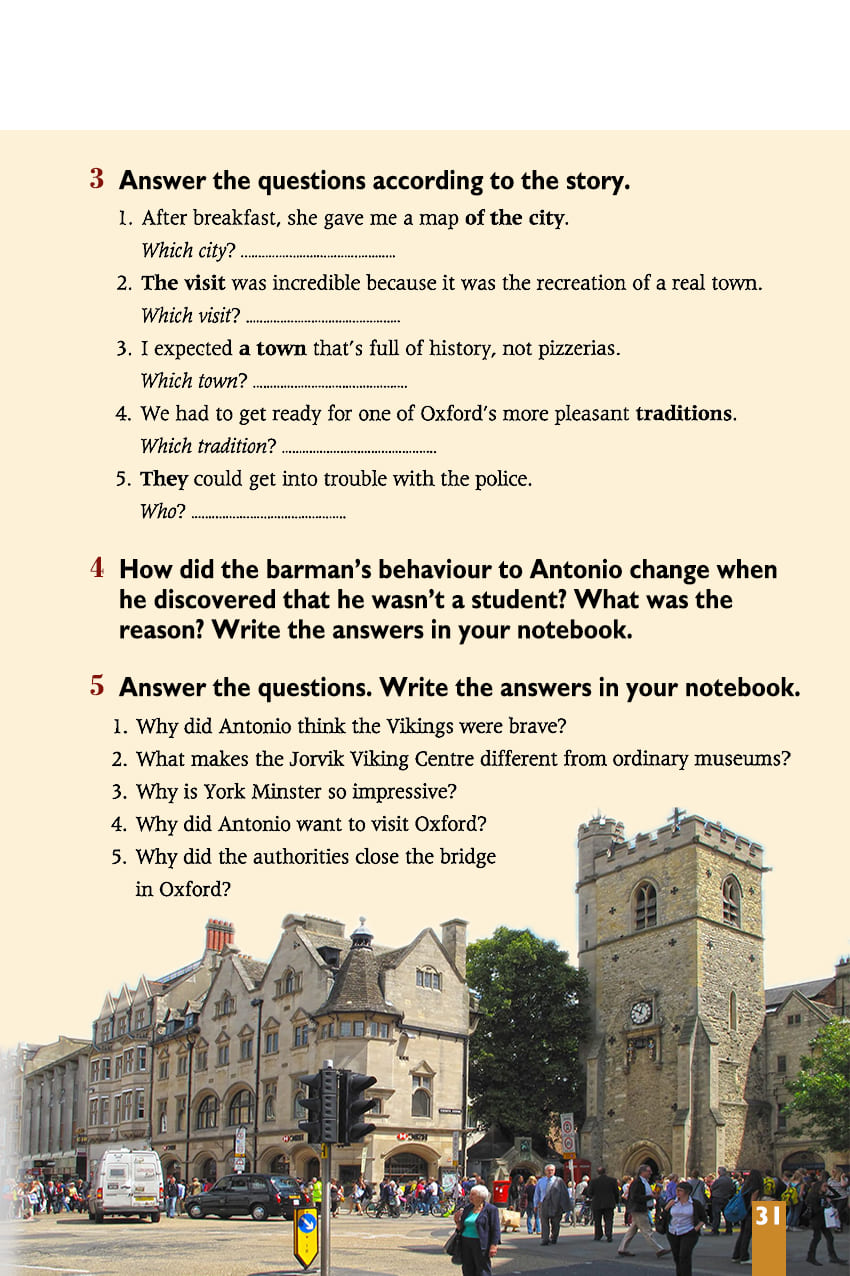 3 Answer the questions according to the story.
1. After breakfast, she gave me a map of the city.
Which city? ............................................
2. The visit was incredible because it was the recreation of a real town.
Which visit? ............................................
3. I expected a town that's full of history, not pizzerias.
Which town? ............................................
4. We had to get ready for one of Oxford's more pleasant traditions.
Which tradition? ............................................
5. They could get into trouble with the police.
Who? ............................................
4 How did the barman's behaviour to Antonio change when
he discovered that he wasn't a student? What was the
reason? Write the answers in your notebook.
5 Answer the questions. Write the answers in your notebook.
1. Why did Antonio think the Vikings were brave?
2. What makes the Jorvik Viking Centre different from ordinary museums?
3. Why is York Minster so impressive?
4. Why did Antonio want to visit Oxford?
5. Why did the authorities close the bridge
in Oxford?
31